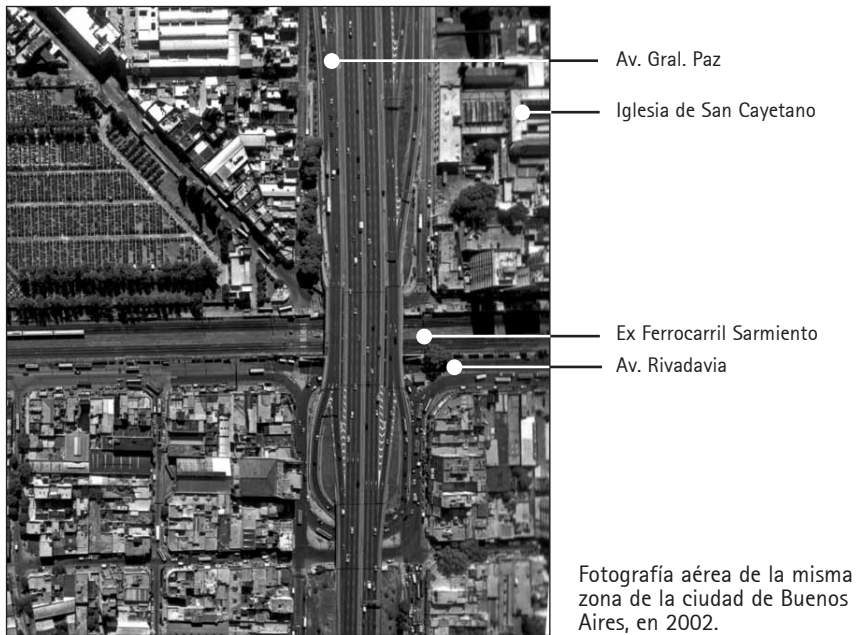 Av. Gral. Paz
Iglesia de San Cayetano
Ex Ferrocarril Sarmiento
Av. Rivadavia
Fotografía aérea de la misma
zona de la ciudad de Buenos
Aires, en 2002.